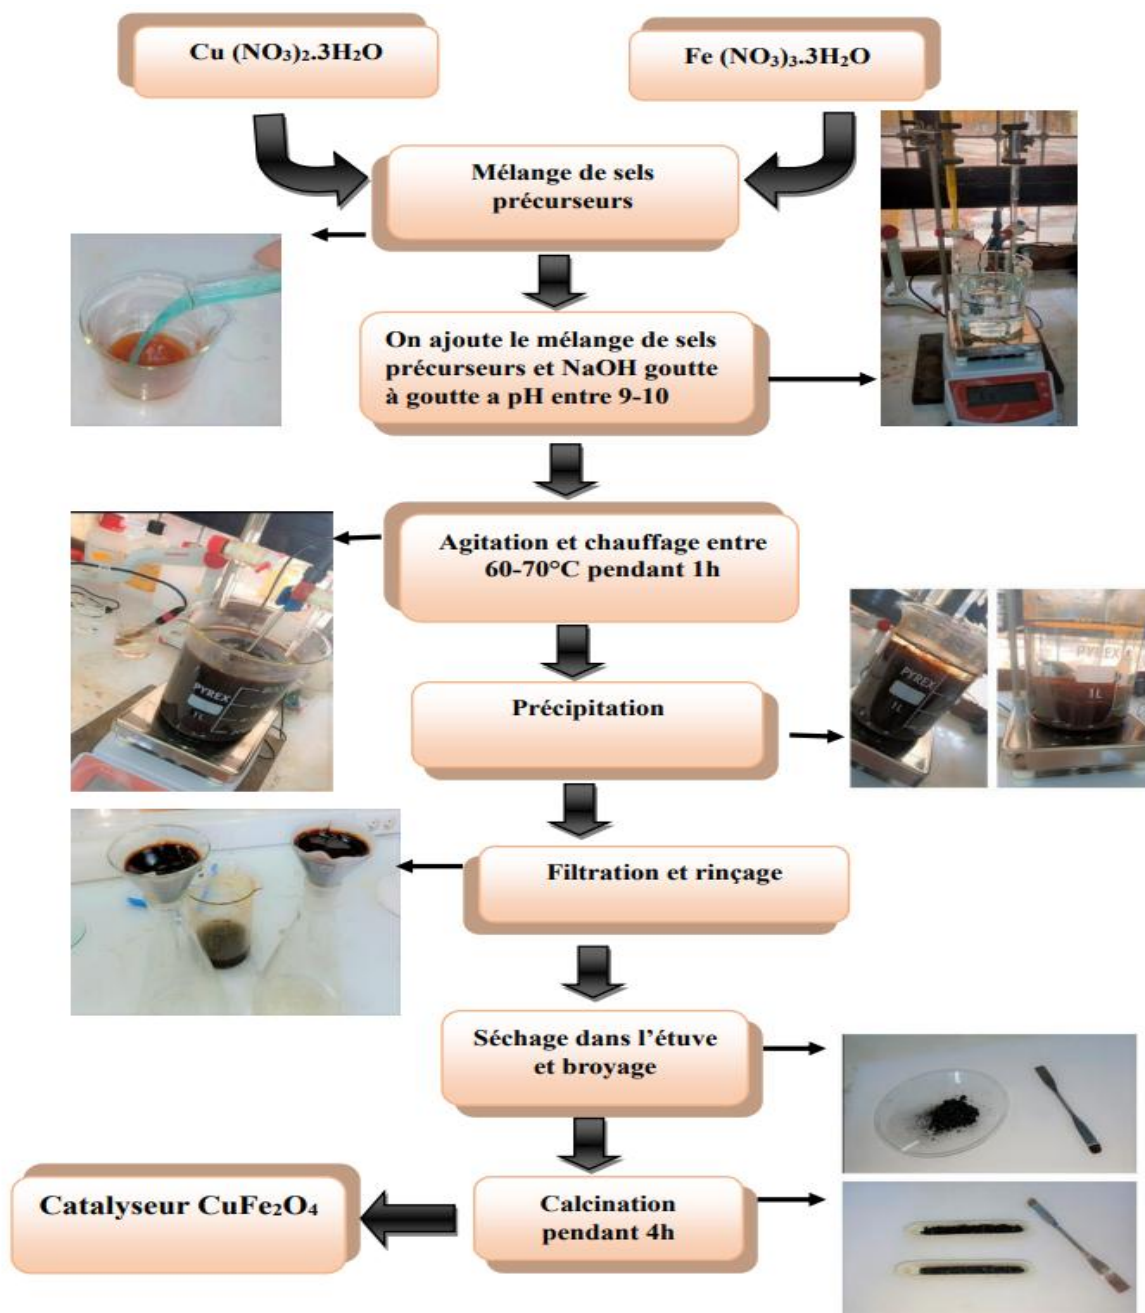 Cu (NO₃)₂.3H₂O
Fe (NO₃)₃.3H₂O
Mélange de sels
précurseurs
On ajoute le mélange de sels
précurseurs et NaOH goutte
à goutte a pH entre 9-10
Agitation et chauffage entre
60-70°C pendant 1h
PYREX
1L
Précipitation
PYREX
1L
PYREX
1L
Filtration et rinçage
Séchage dans l’étuve
et broyage
Calcination
pendant 4h
Catalyseur CuFe₂O₄